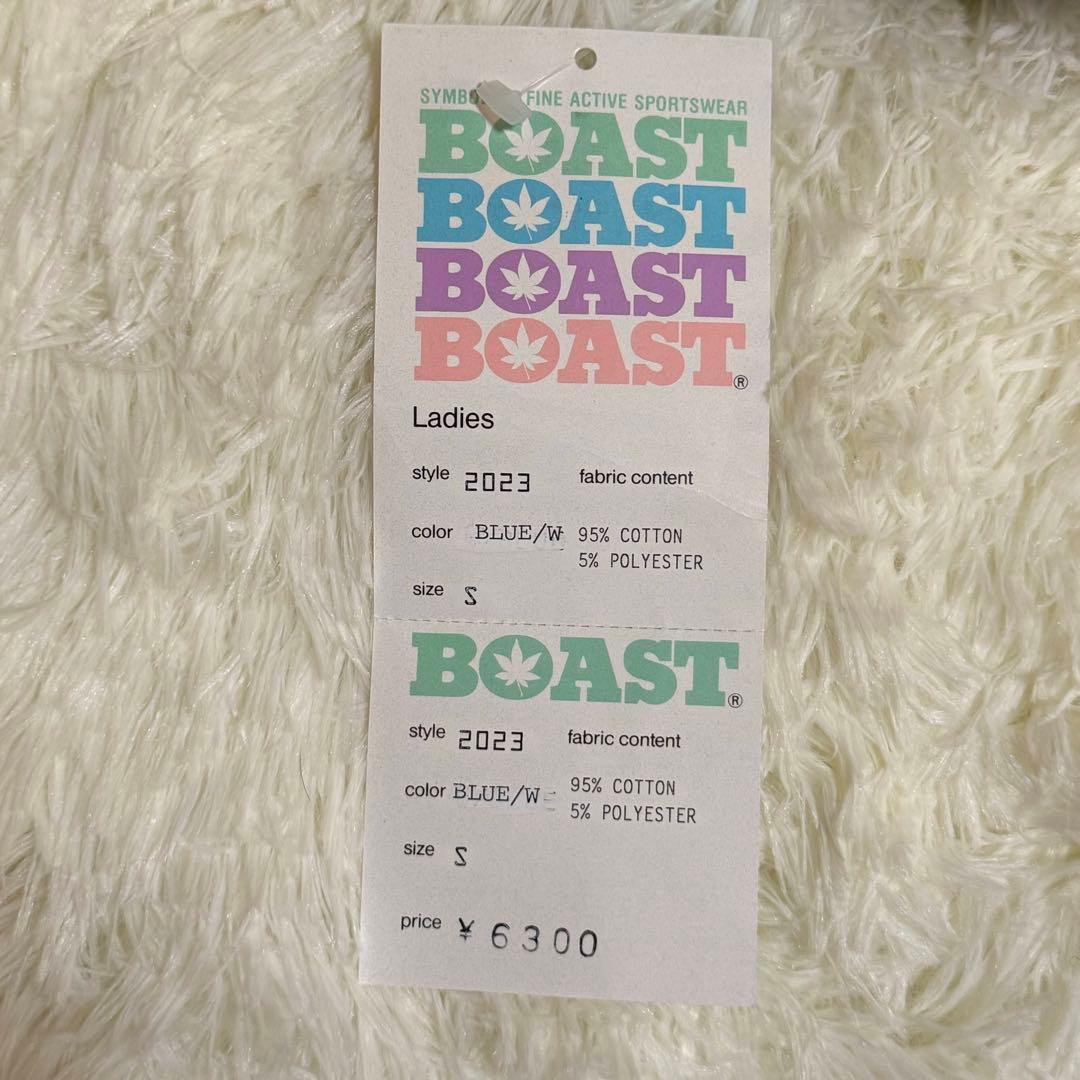 SYMBO FINE ACTIVE SPORTSWEAR
BOAST
BOAST
BOAST
BOAST®
Ladies
style 2023 fabric content
color BLUE/W 95% COTTON
5% POLYESTER
size S
BOAST®
style 2023 fabric content
color BLUE/W 95% COTTON
5% POLYESTER
size S
price ¥ 6300